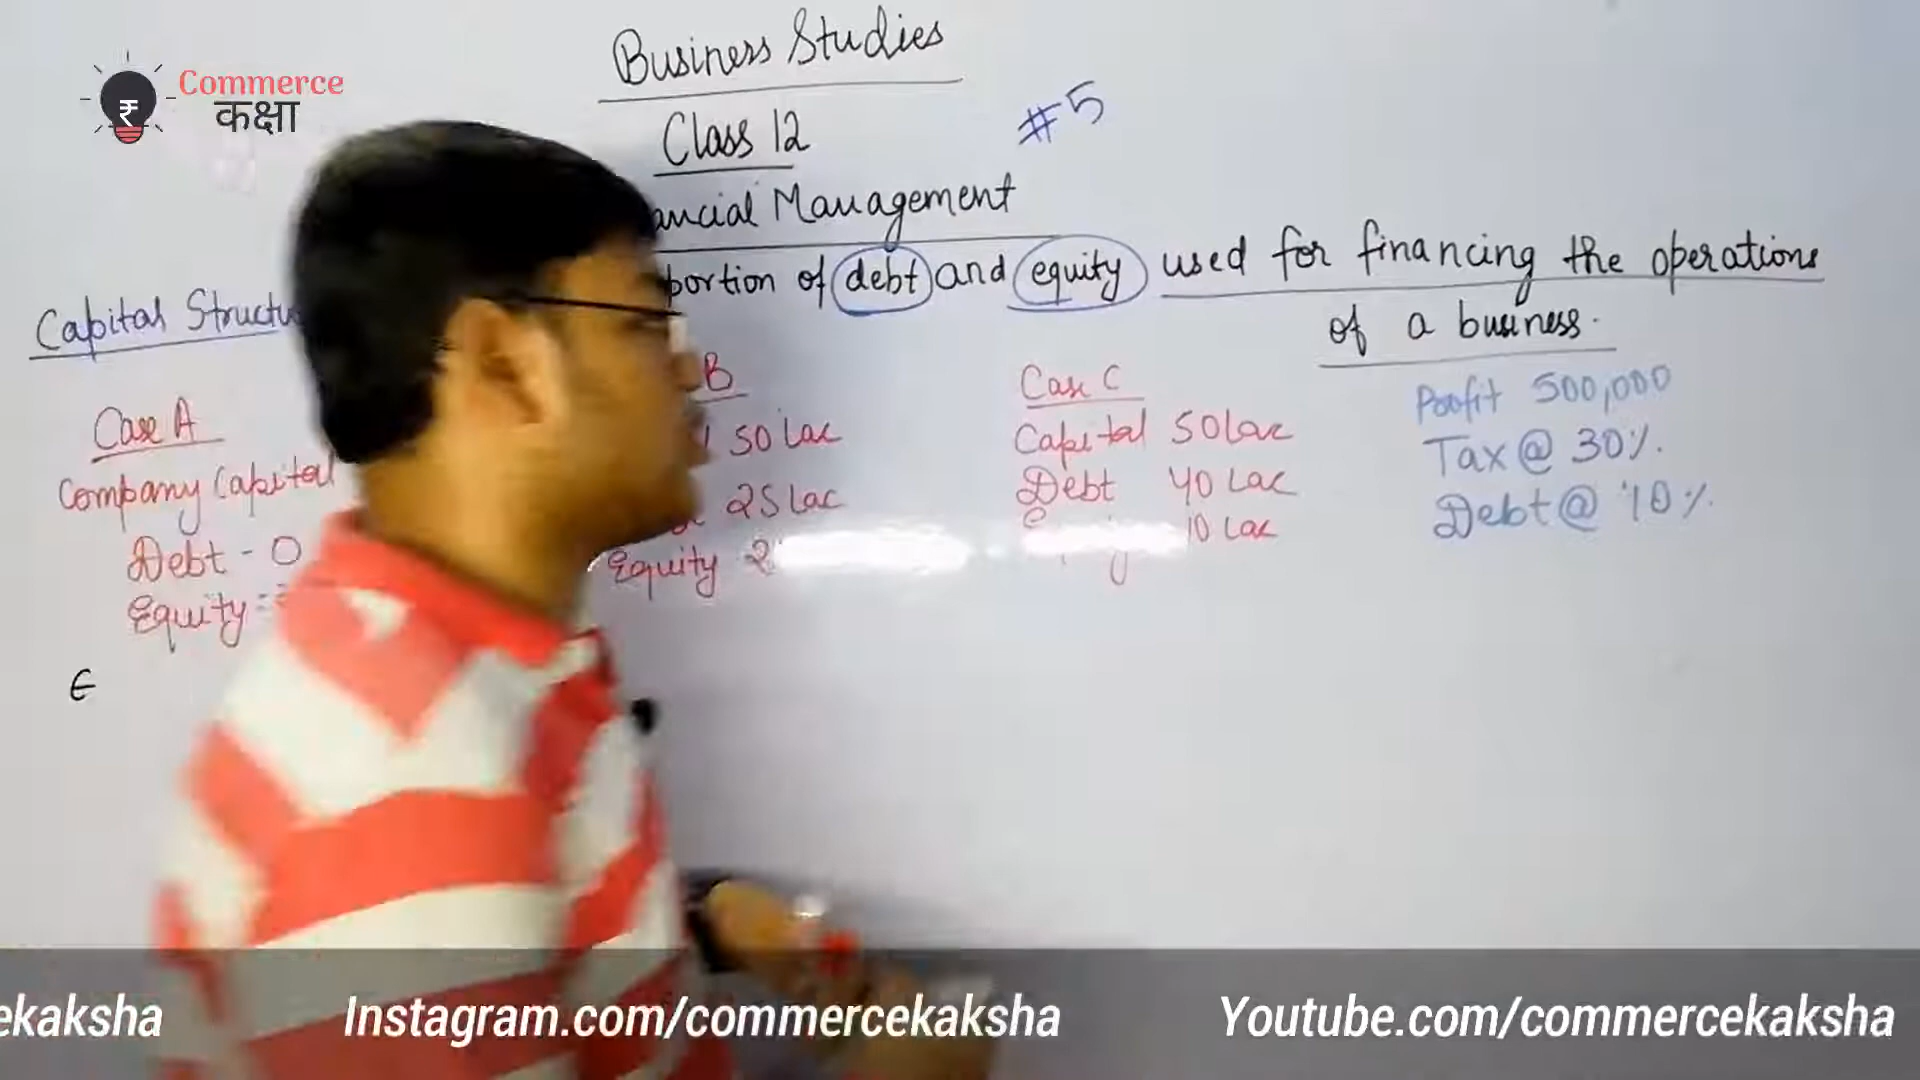 Commerce
कक्षा
Business Studies
Class 12
#5
ancial Management
Capital Structu
portion of debt and equity used for financing the operations
of a business.
Case A
Company Capital
Debt - 0
Equity
E
B
50 Lac
25 Lac
Equity 2
Case C
Capital 50 Lac
Debt 40 Lac
10 Lac
Profit 500,000
Tax @ 30%.
Debt @ 10%.
ekaksha
Instagram.com/commercekaksha
Youtube.com/commercekaksha